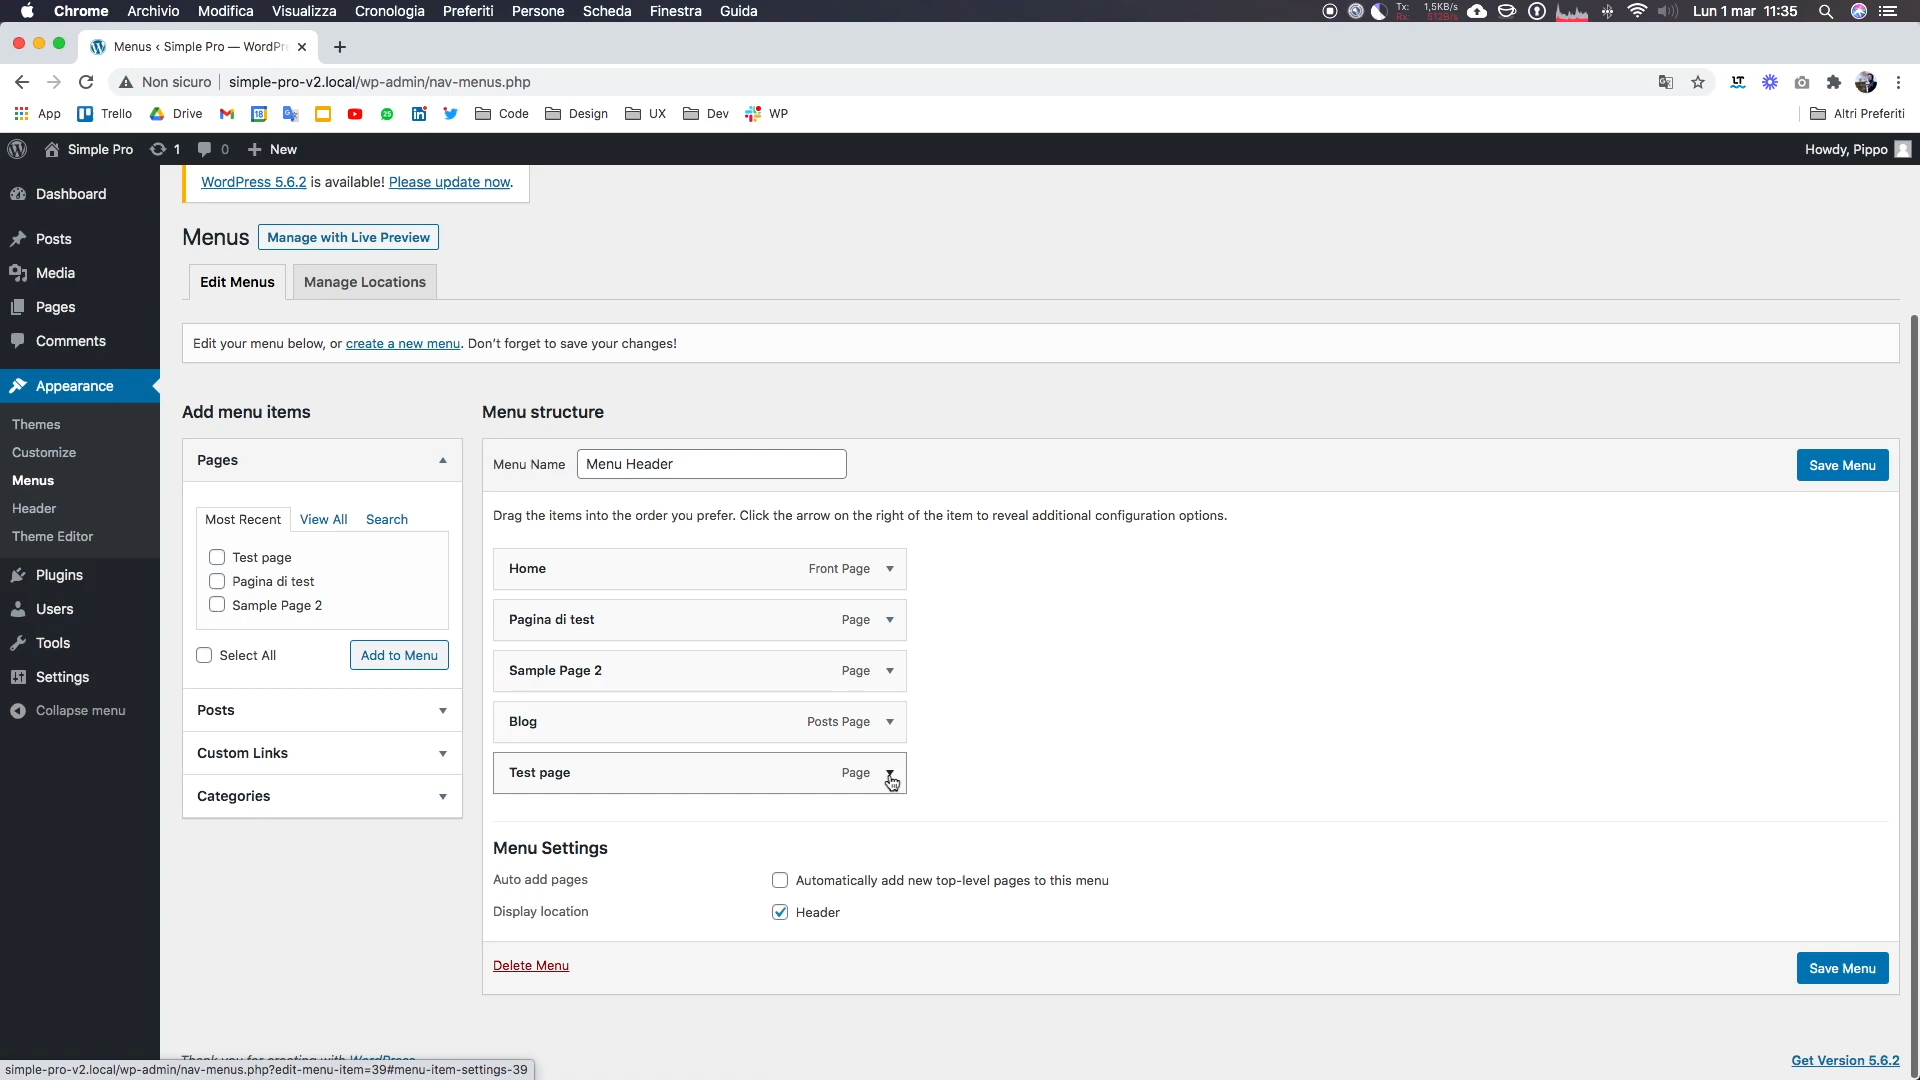 Chrome Archivio Modifica Visualizza Cronologia Preferiti Persone Scheda Finestra Guida
Tx: 1,5KB/s
Rx: 512B/s
Lun 1 mar 11:35
Menus ‹ Simple Pro — WordPre
Non sicuro simple-pro-v2.local/wp-admin/nav-menus.php
App Trello Drive Code Design UX Dev WP Altri Preferiti
Simple Pro 1 0 New Howdy, Pippo
WordPress 5.6.2 is available! Please update now.
Dashboard
Posts
Media
Pages
Comments
Appearance
Themes
Customize
Menus
Header
Theme Editor
Plugins
Users
Tools
Settings
Collapse menu
Menus Manage with Live Preview
Edit Menus Manage Locations
Edit your menu below, or create a new menu. Don't forget to save your changes!
Add menu items
Pages
Most Recent View All Search
Test page
Pagina di test
Sample Page 2
Select All Add to Menu
Posts
Custom Links
Categories
Menu structure
Menu Name Menu Header Save Menu
Drag the items into the order you prefer. Click the arrow on the right of the item to reveal additional configuration options.
Home Front Page
Pagina di test Page
Sample Page 2 Page
Blog Posts Page
Test page Page
Menu Settings
Auto add pages Automatically add new top-level pages to this menu
Display location Header
Delete Menu Save Menu
Thank you for creating with WordPress
Get Version 5.6.2
simple-pro-v2.local/wp-admin/nav-menus.php?edit-menu-item=39#menu-item-settings-39